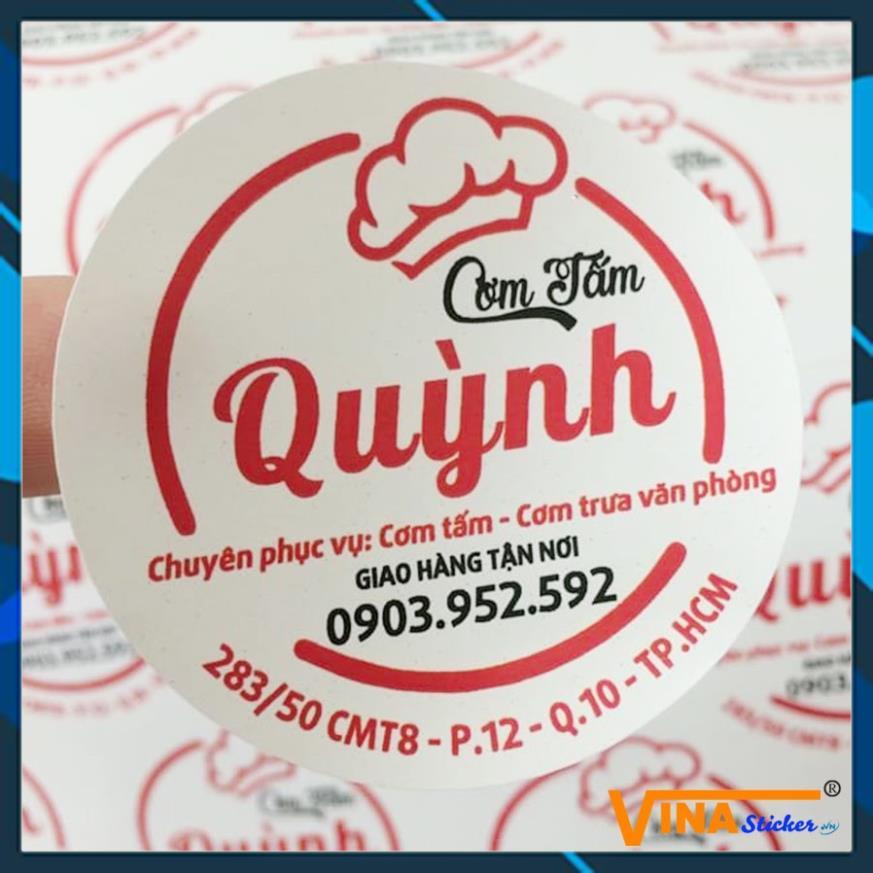 Cơm Tấm
Quỳnh
Chuyên phục vụ: Cơm tấm - Cơm trưa văn phòng
GIAO HÀNG TẬN NƠI
0903.952.592
283/50 CMT8 - P.12 - Q.10 - TP.HCM
VINA Sticker.VN ®